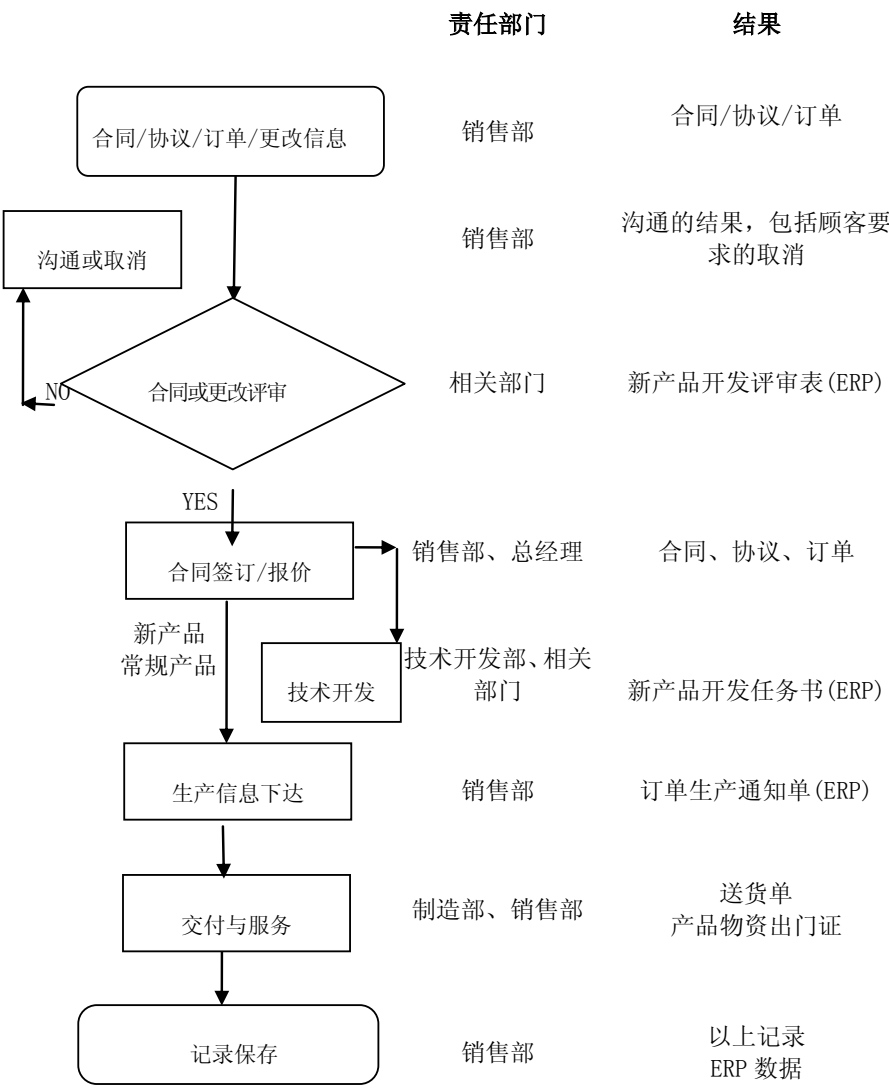 责任部门 结果
合同/协议/订单/更改信息 销售部 合同/协议/订单
沟通或取消 销售部 沟通的结果，包括顾客要
求的取消
NO 合同或更改评审 相关部门 新产品开发评审表(ERP)
YES
合同签订/报价 销售部、总经理 合同、协议、订单
新产品
常规产品
技术开发 技术开发部、相关
部门 新产品开发任务书(ERP)
生产信息下达 销售部 订单生产通知单(ERP)
交付与服务 制造部、销售部 送货单
产品物资出门证
记录保存 销售部 以上记录
ERP 数据